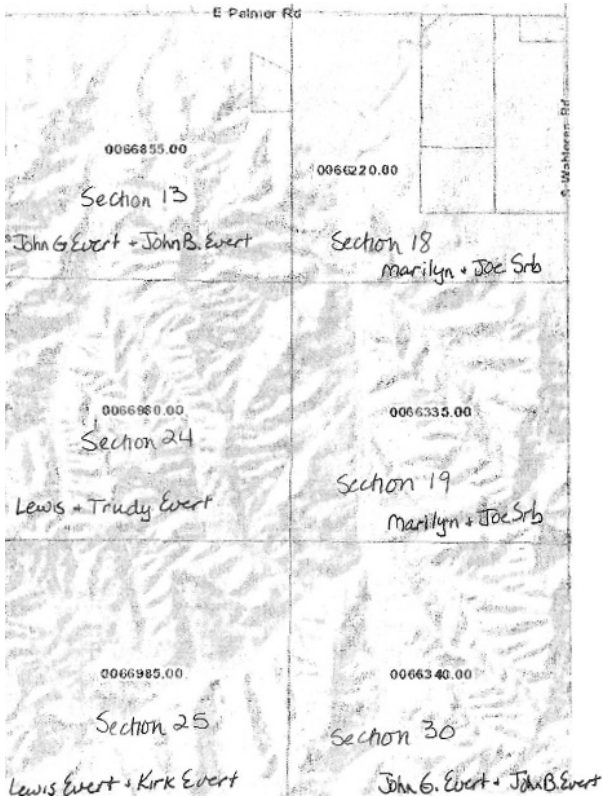 E Palmer Rd
S Wahlgren Rd
0066855.00
Section 13
John G Evert + John B. Evert
0066220.00
Section 18
Marilyn + Joe Srb
0066980.00
Section 24
Lewis + Trudy Evert
0066335.00
Section 19
Marilyn + Joe Srb
0066985.00
Section 25
Lewis Evert + Kirk Evert
0066340.00
Section 30
John G. Evert + John B Evert